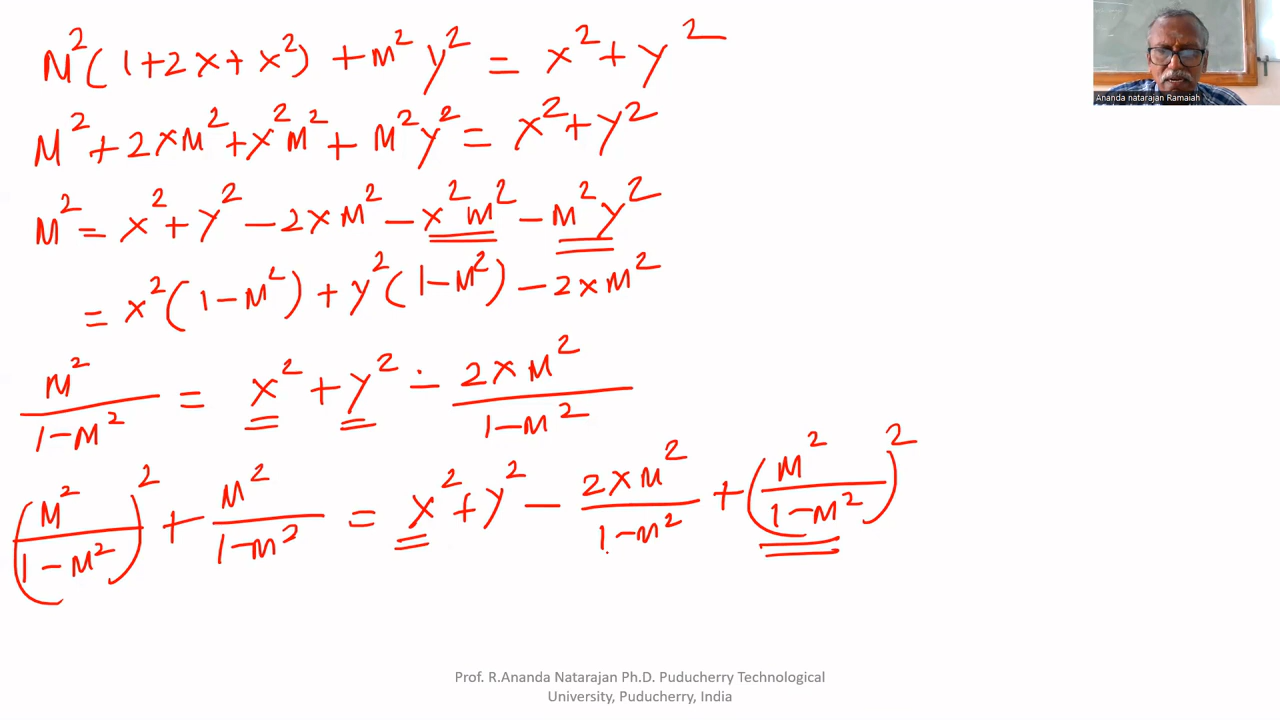 M²(1+2x+x²) + M²y² = x²+y²
M²+2xM²+x²M²+M²y² = x²+y²
M² = x²+y²-2xM²-x²m²-M²y²
= x²(1-M²)+y²(1-M²)-2xM²
M²/(1-M²) = x²+y²-2xM²/(1-M²)
(M²/(1-M²))² + M²/(1-M²) = x²+y²-2xM²/(1-M²)+(M²/(1-M²))²
Ananda natarajan Ramaiah
Prof. R.Ananda Natarajan Ph.D. Puducherry Technological
University, Puducherry, India